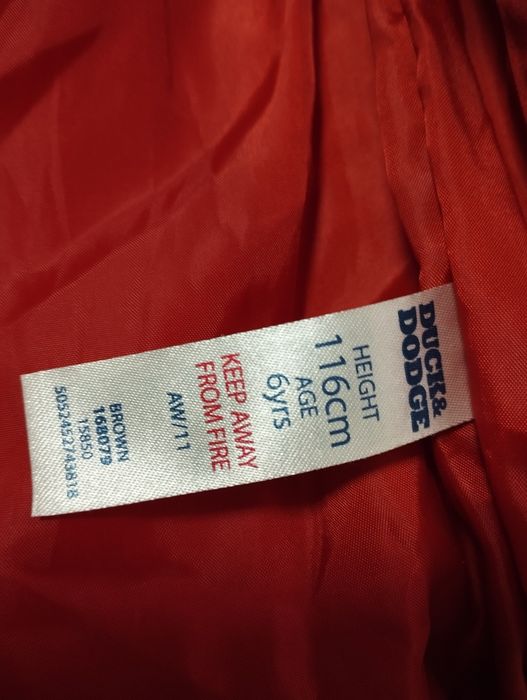 DUCK&
DODGE
HEIGHT
116cm
AGE
6yrs
KEEP AWAY
FROM FIRE
AW/11
BROWN
168079
15850
5052452743818